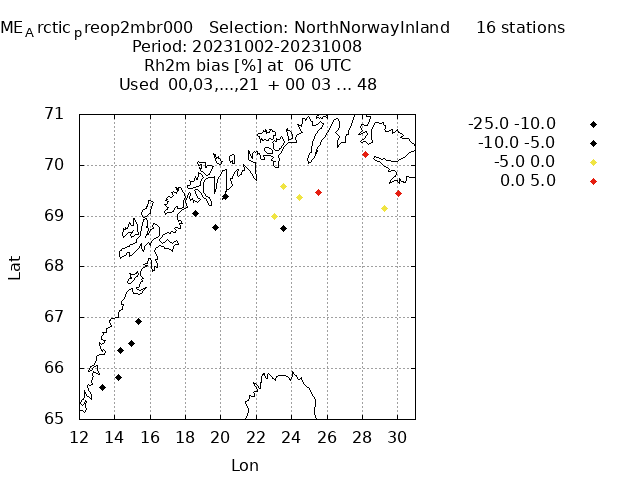 ME_Arctic_preop2mbr000 Selection: NorthNorwayInland 16 stations
Period: 20231002-20231008
Rh2m bias [%] at 06 UTC
Used 00,03,...,21 + 00 03 ... 48
-25.0 -10.0
-10.0 -5.0
-5.0 0.0
0.0 5.0
71
70
69
68
67
66
65
Lat
12 14 16 18 20 22 24 26 28 30
Lon